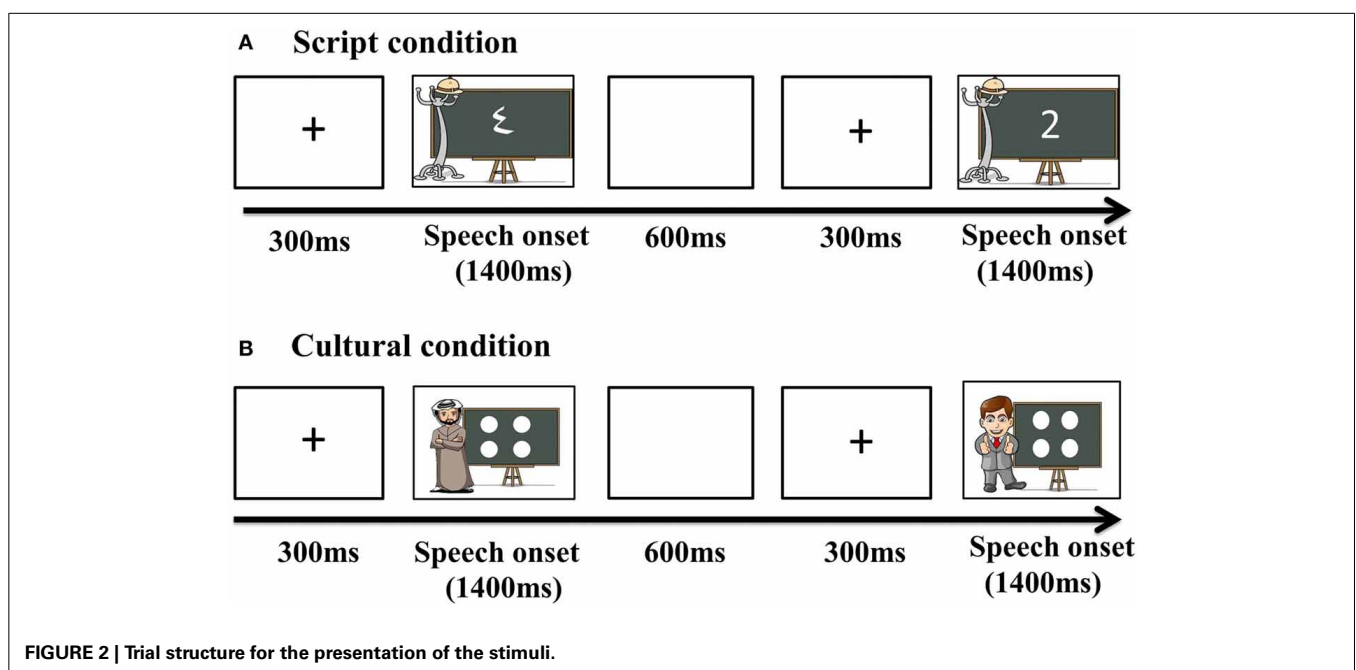 A Script condition
+ ٤ + 2
300ms Speech onset (1400ms) 600ms 300ms Speech onset (1400ms)
B Cultural condition
+ +
300ms Speech onset (1400ms) 600ms 300ms Speech onset (1400ms)
FIGURE 2 | Trial structure for the presentation of the stimuli.